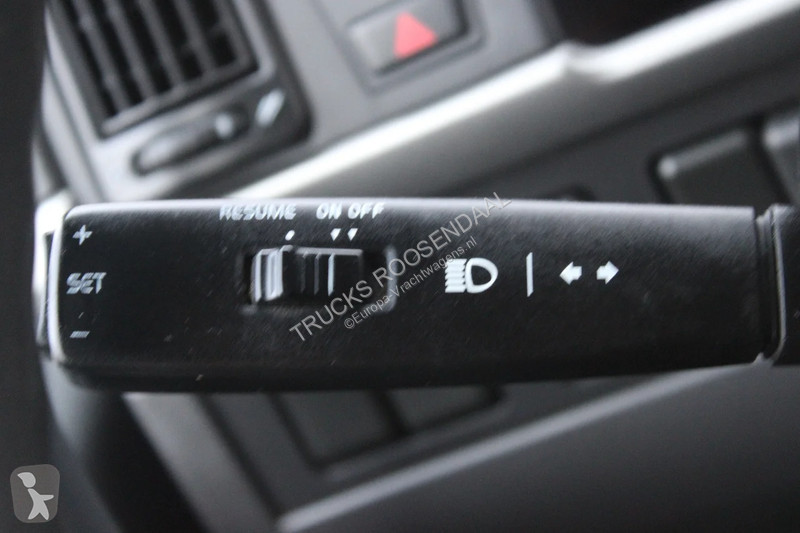 RESUME ON OFF
+
SET
-
TRUCKS ROOSENDAAL
©Europa-Vrachtwagens.nl